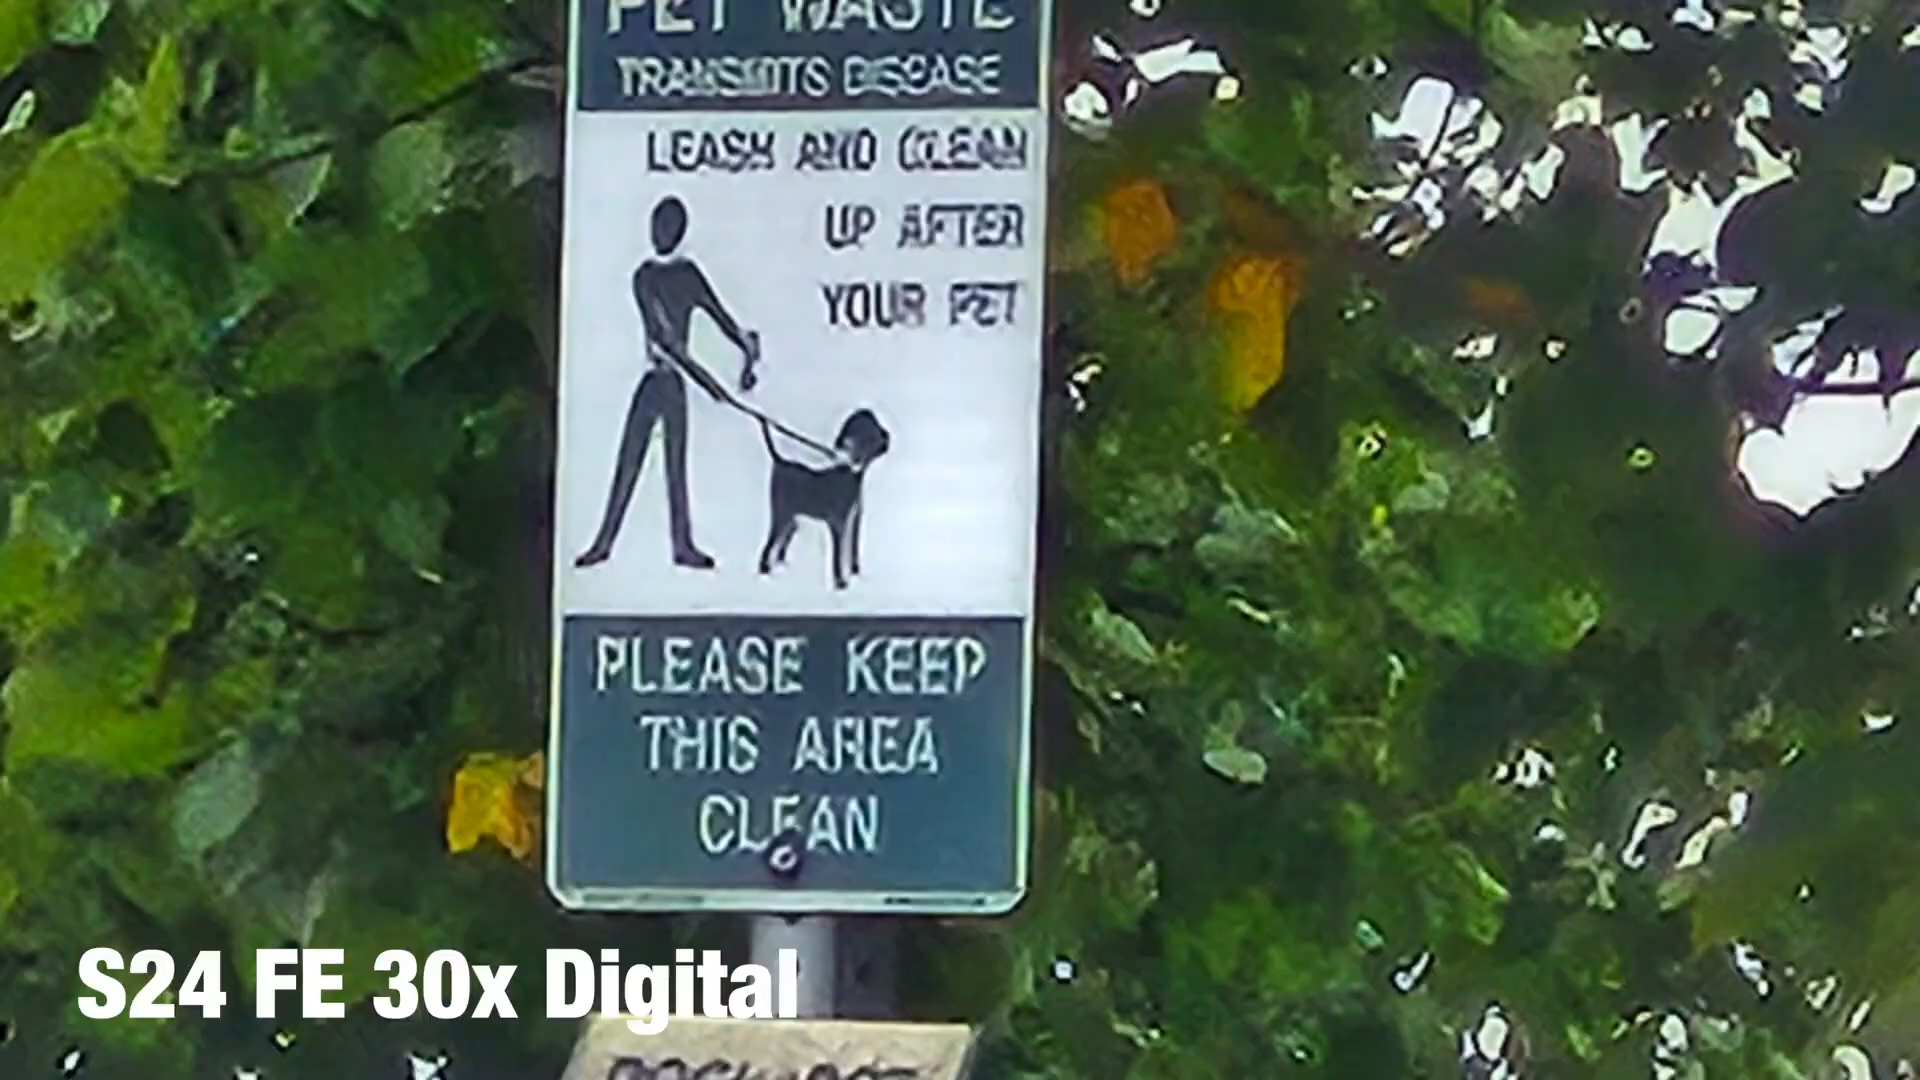 PET WASTE
TRANSMITS DISEASE
LEASH AND CLEAN
UP AFTER
YOUR PET
PLEASE KEEP
THIS AREA
CLEAN
S24 FE 30x Digital